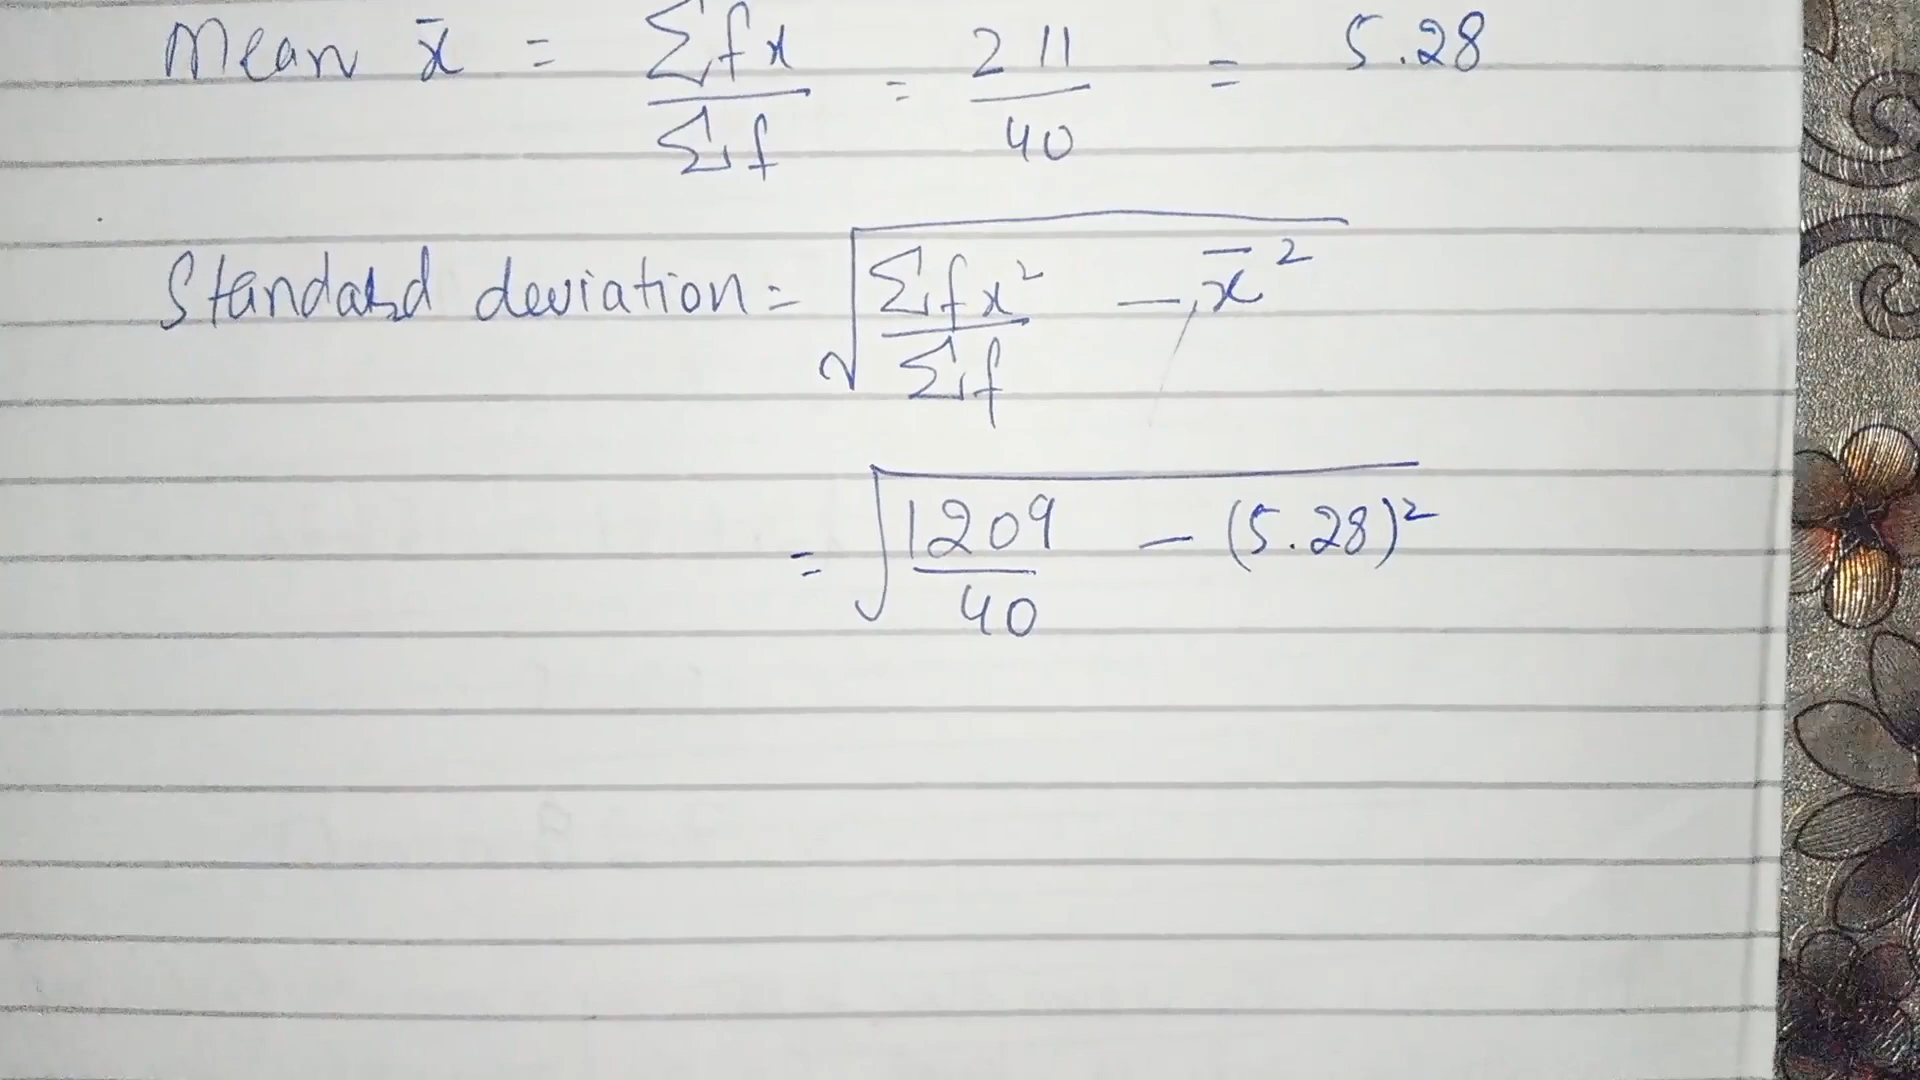 Mean x̄ = Σfx / Σf = 211 / 40 = 5.28
Standard deviation = √(Σfx² / Σf − x̄²)
= √(1209 / 40 − (5.28)²)